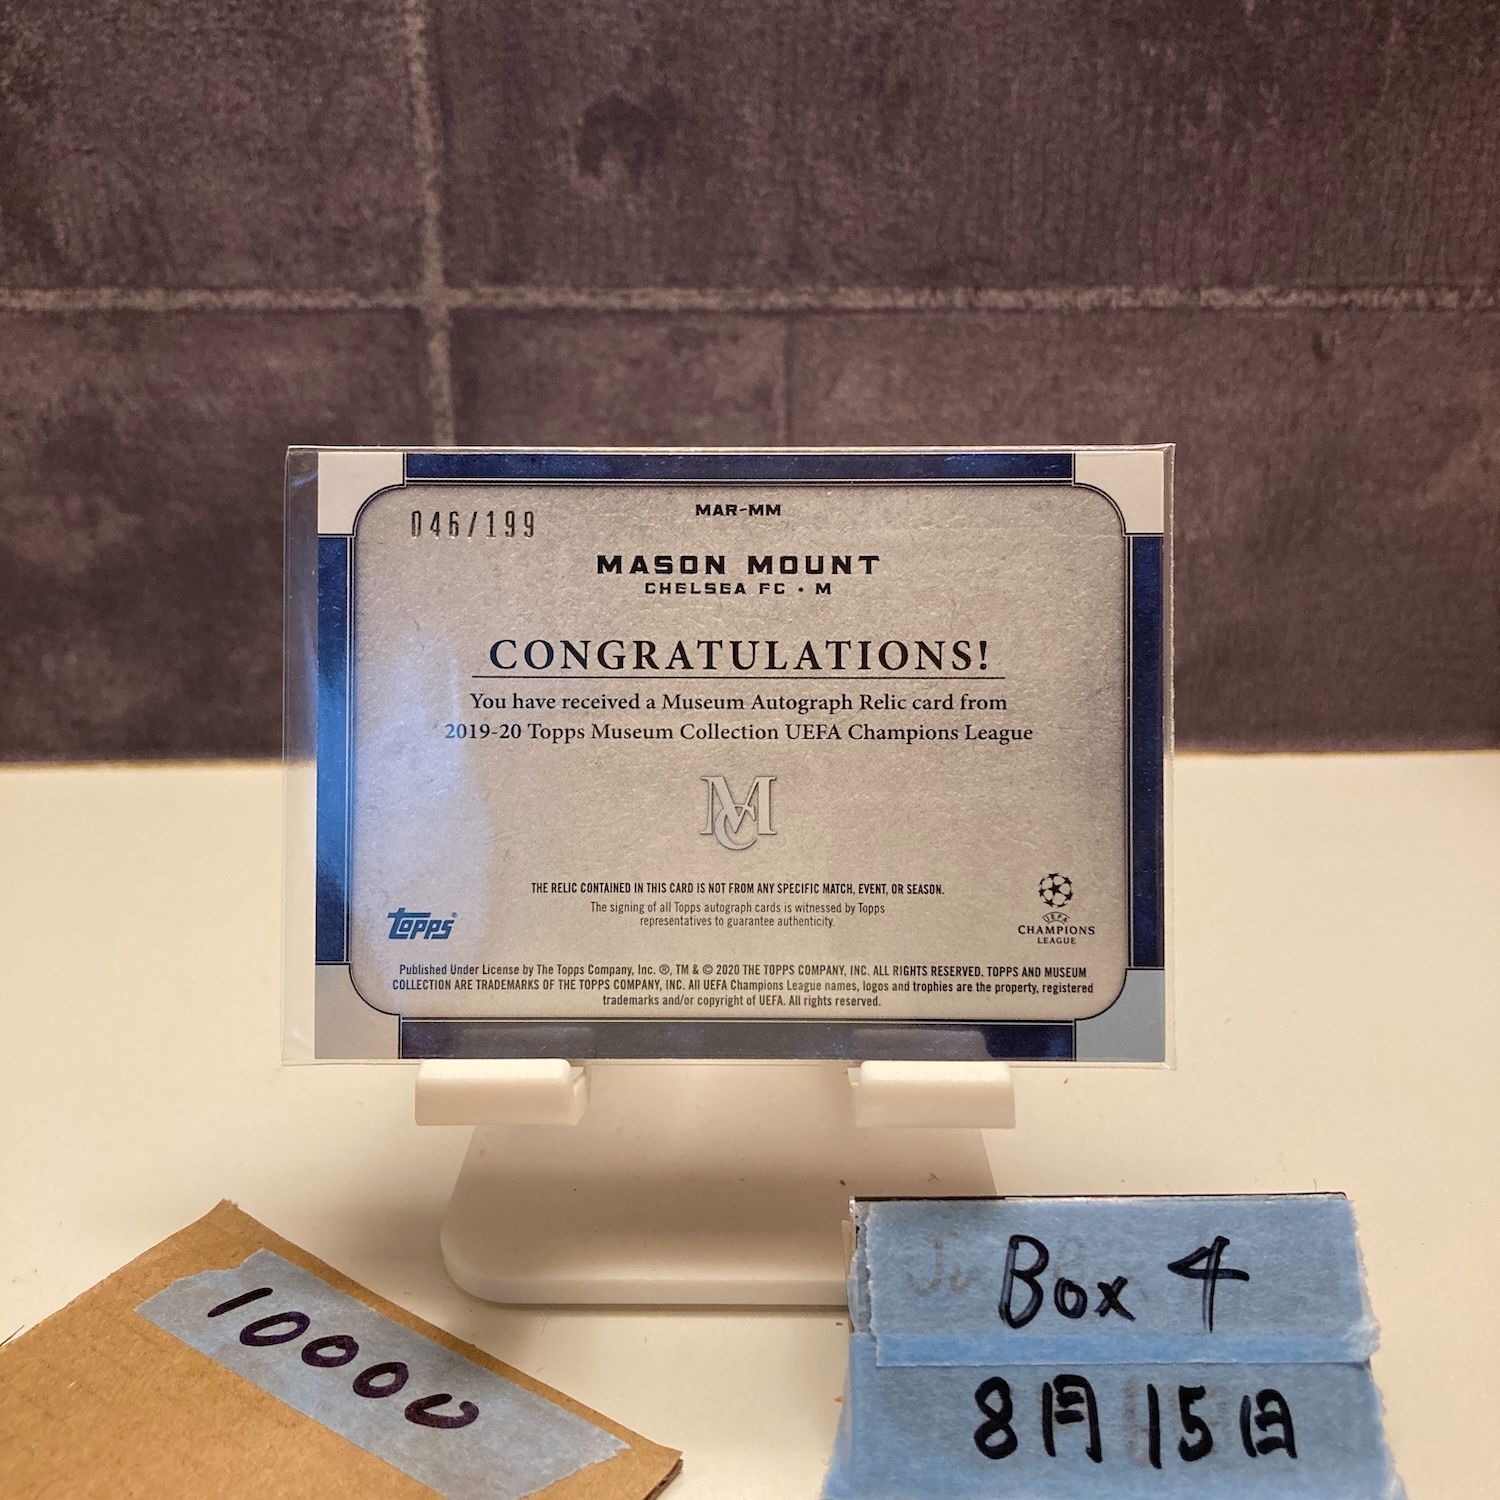 046/199
MAR-MM
MASON MOUNT
CHELSEA FC • M
CONGRATULATIONS!
You have received a Museum Autograph Relic card from
2019-20 Topps Museum Collection UEFA Champions League
MC
THE RELIC CONTAINED IN THIS CARD IS NOT FROM ANY SPECIFIC MATCH, EVENT, OR SEASON.
The signing of all Topps autograph cards is witnessed by Topps
representatives to guarantee authenticity.
Topps®
UEFA
CHAMPIONS
LEAGUE
Published Under License by The Topps Company, Inc. ®, TM & © 2020 THE TOPPS COMPANY, INC. ALL RIGHTS RESERVED. TOPPS AND MUSEUM
COLLECTION ARE TRADEMARKS OF THE TOPPS COMPANY, INC. All UEFA Champions League names, logos and trophies are the property, registered
trademarks and/or copyright of UEFA. All rights reserved.
10000
Box 4
8月15日